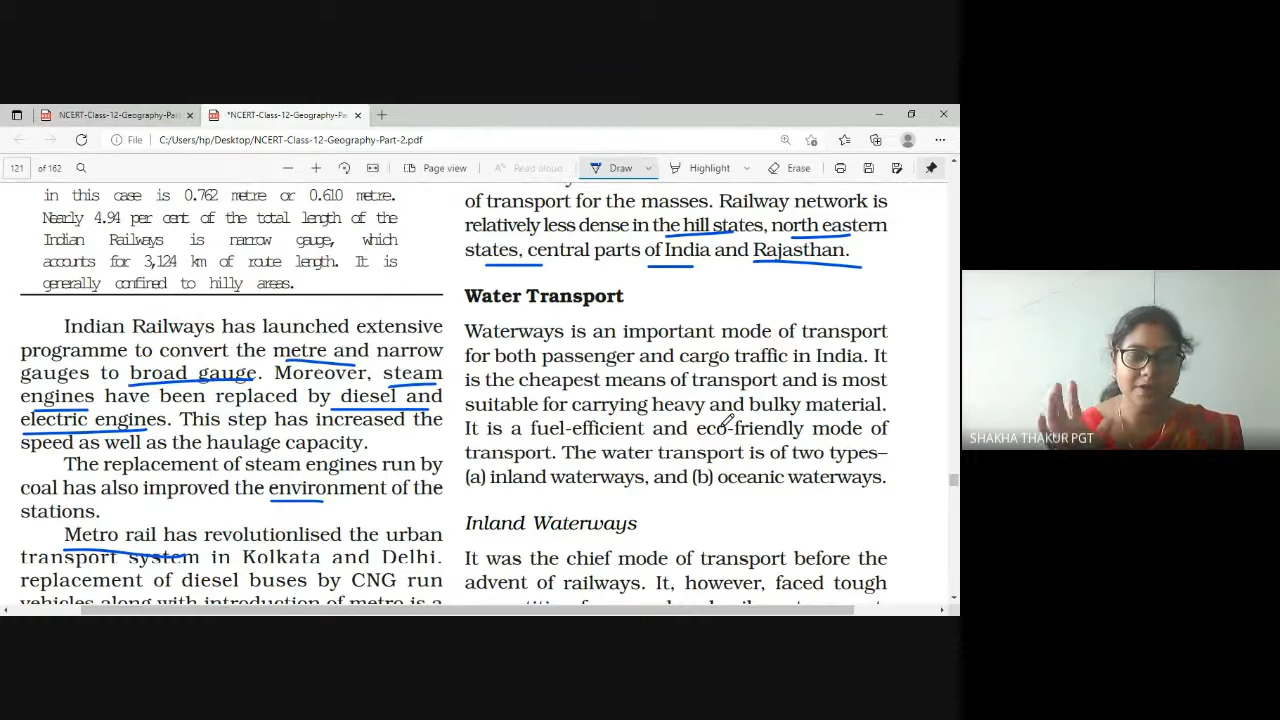 NCERT-Class-12-Geography-Par
*NCERT-Class-12-Geography-Pa
File
C:/Users/hp/Desktop/NCERT-Class-12-Geography-Part-2.pdf
121 of 162
Page view
Read aloud
Draw
Highlight
Erase
in this case is 0.762 metre or 0.610 metre.
Nearly 4.94 per cent of the total length of the
Indian Railways is narrow gauge, which
accounts for 3,124 km of route length. It is
generally confined to hilly areas.
Indian Railways has launched extensive
programme to convert the metre and narrow
gauges to broad gauge. Moreover, steam
engines have been replaced by diesel and
electric engines. This step has increased the
speed as well as the haulage capacity.
The replacement of steam engines run by
coal has also improved the environment of the
stations.
Metro rail has revolutionised the urban
transport system in Kolkata and Delhi.
replacement of diesel buses by CNG run
vehicles along with introduction of metro is a
of transport for the masses. Railway network is
relatively less dense in the hill states, north eastern
states, central parts of India and Rajasthan.
Water Transport
Waterways is an important mode of transport
for both passenger and cargo traffic in India. It
is the cheapest means of transport and is most
suitable for carrying heavy and bulky material.
It is a fuel-efficient and eco-friendly mode of
transport. The water transport is of two types–
(a) inland waterways, and (b) oceanic waterways.
Inland Waterways
It was the chief mode of transport before the
advent of railways. It, however, faced tough
SHAKHA THAKUR PGT